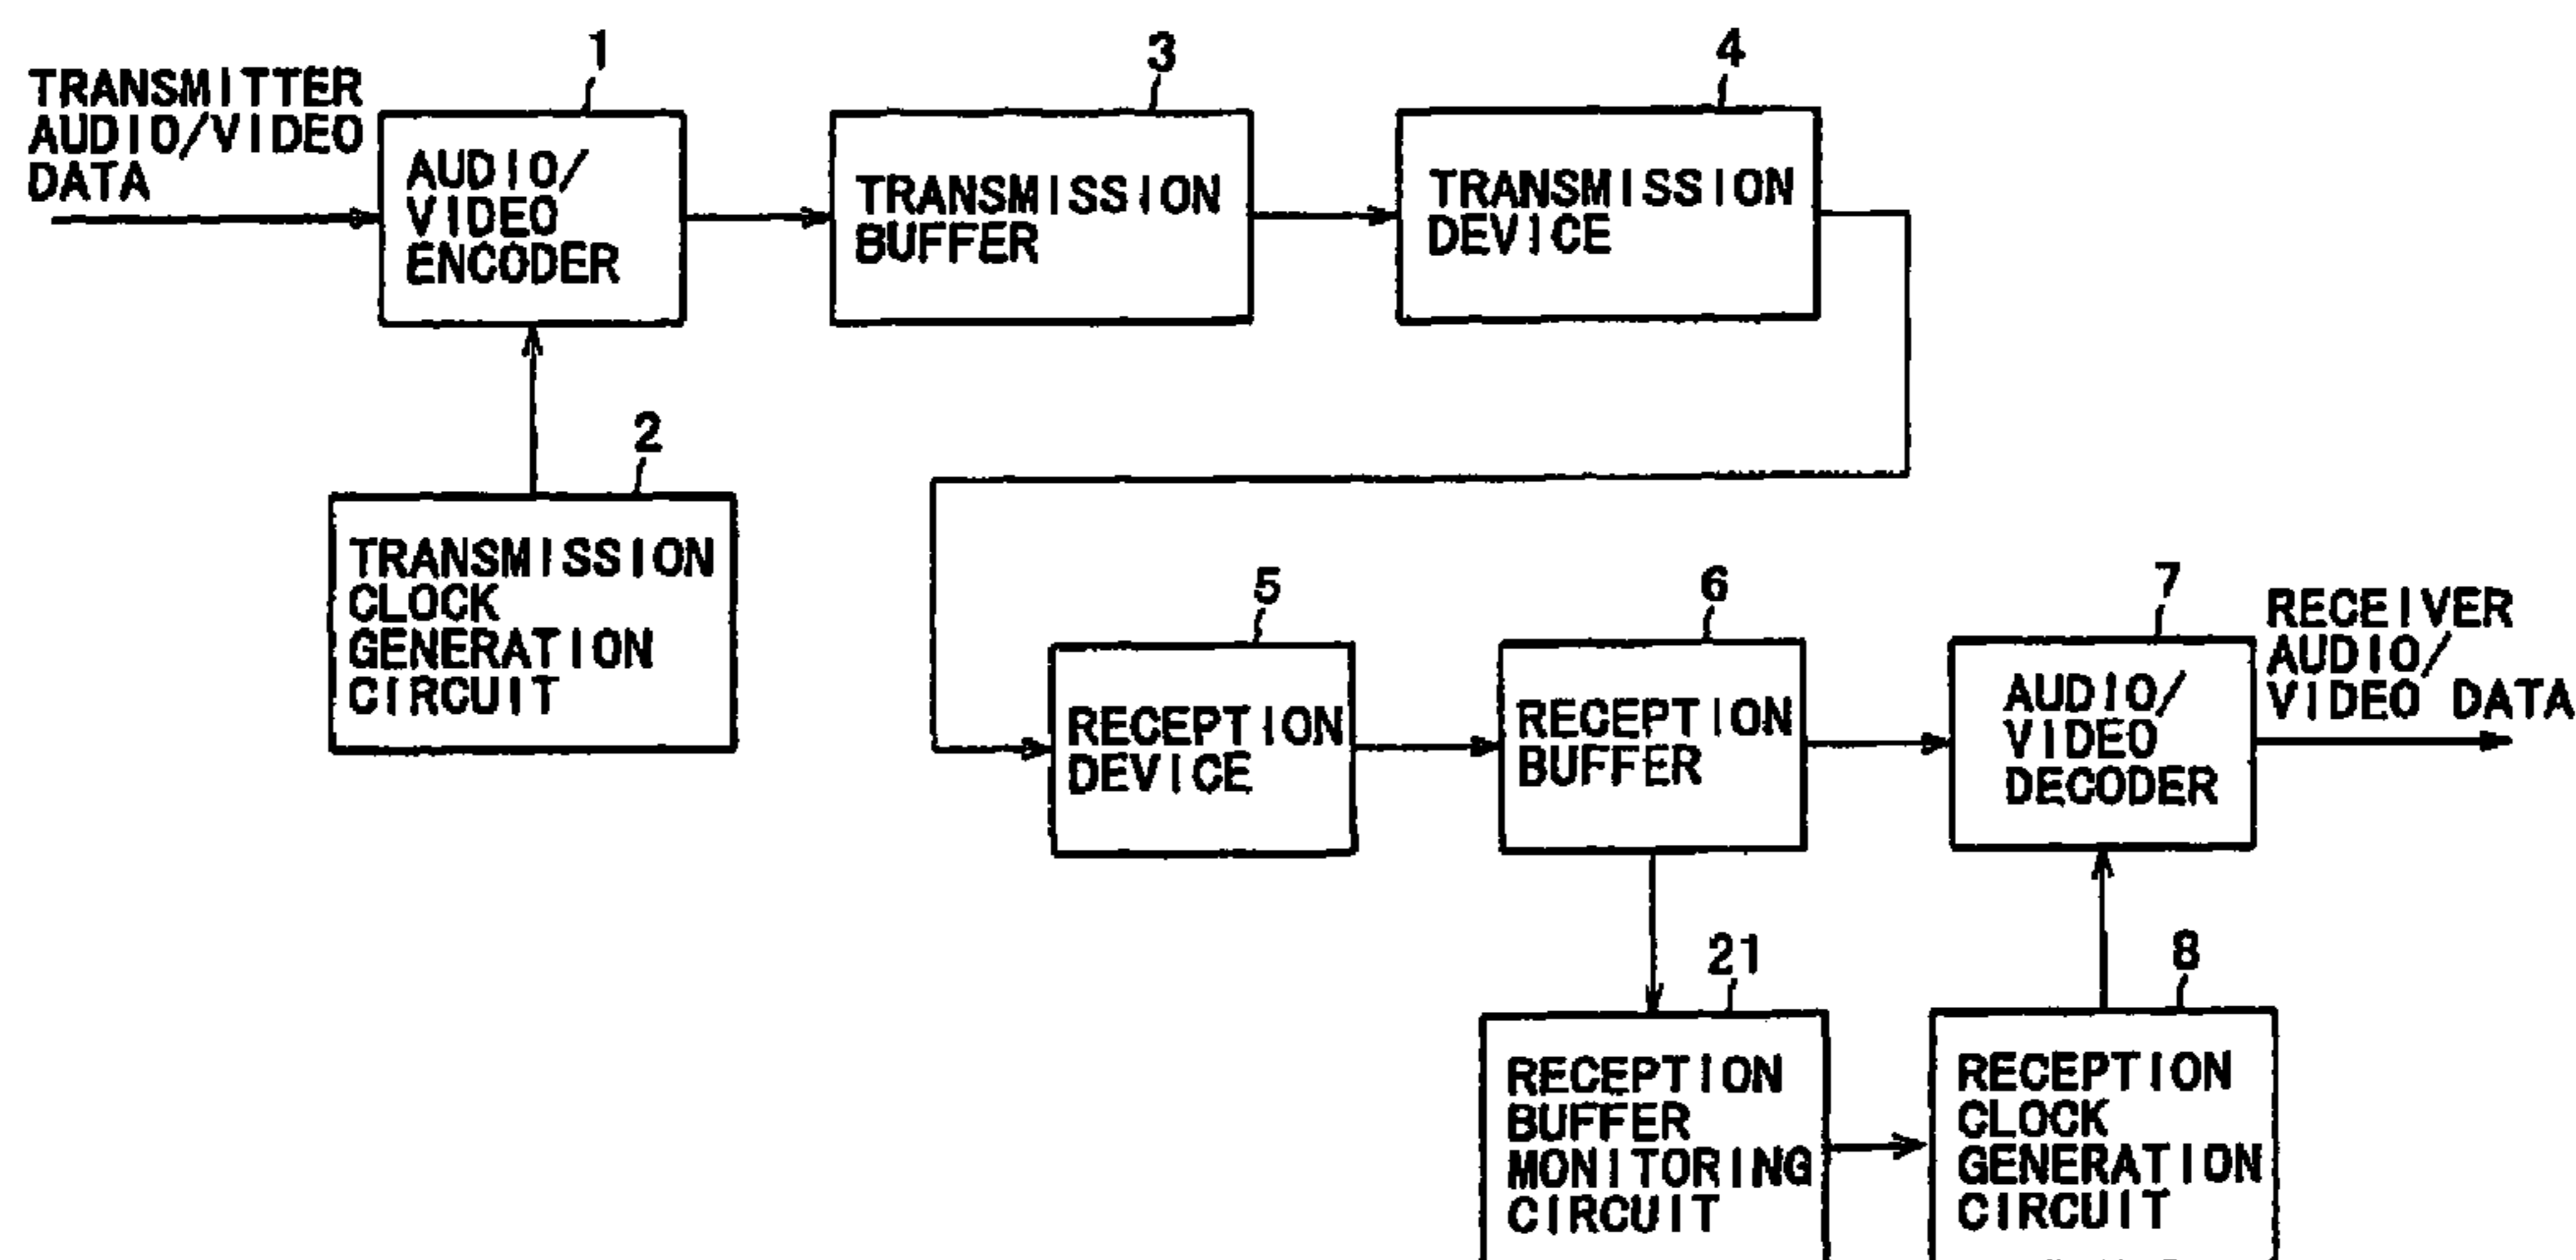 1
3
4
TRANSMITTER
AUDIO/VIDEO
DATA
AUDIO/
VIDEO
ENCODER
TRANSMISSION
BUFFER
TRANSMISSION
DEVICE
2
TRANSMISSION
CLOCK
GENERATION
CIRCUIT
5
6
7
RECEPTION
DEVICE
RECEPTION
BUFFER
AUDIO/
VIDEO
DECODER
RECEIVER
AUDIO/
VIDEO DATA
21
8
RECEPTION
BUFFER
MONITORING
CIRCUIT
RECEPTION
CLOCK
GENERATION
CIRCUIT